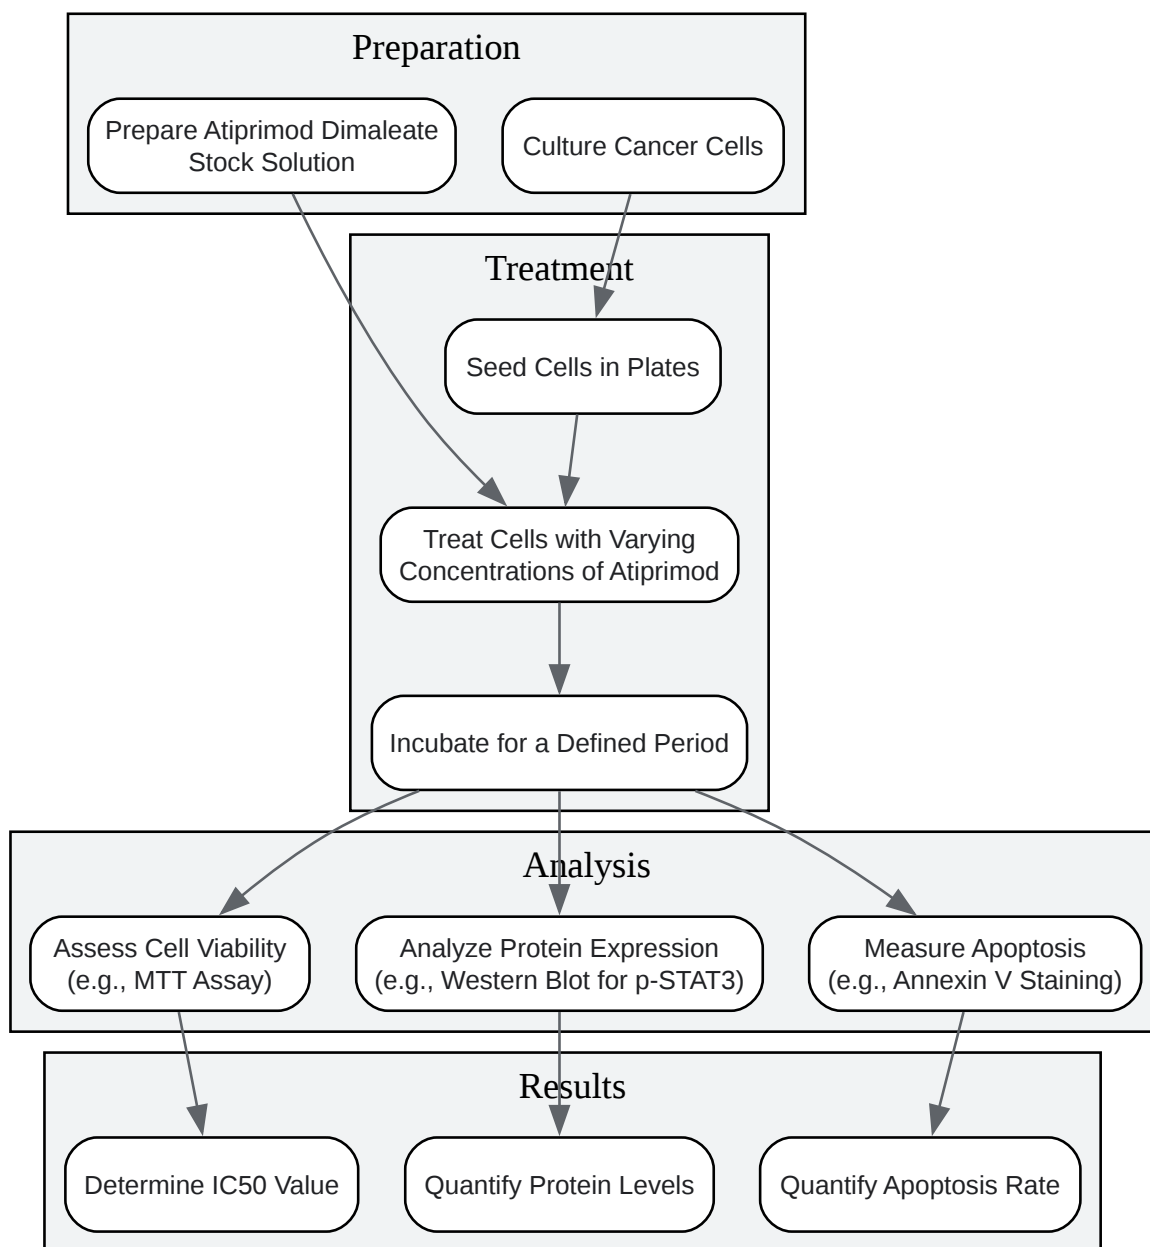 Preparation
Prepare Atiprimod Dimaleate
Stock Solution
Culture Cancer Cells
Treatment
Seed Cells in Plates
Treat Cells with Varying
Concentrations of Atiprimod
Incubate for a Defined Period
Analysis
Assess Cell Viability
(e.g., MTT Assay)
Analyze Protein Expression
(e.g., Western Blot for p-STAT3)
Measure Apoptosis
(e.g., Annexin V Staining)
Results
Determine IC50 Value
Quantify Protein Levels
Quantify Apoptosis Rate